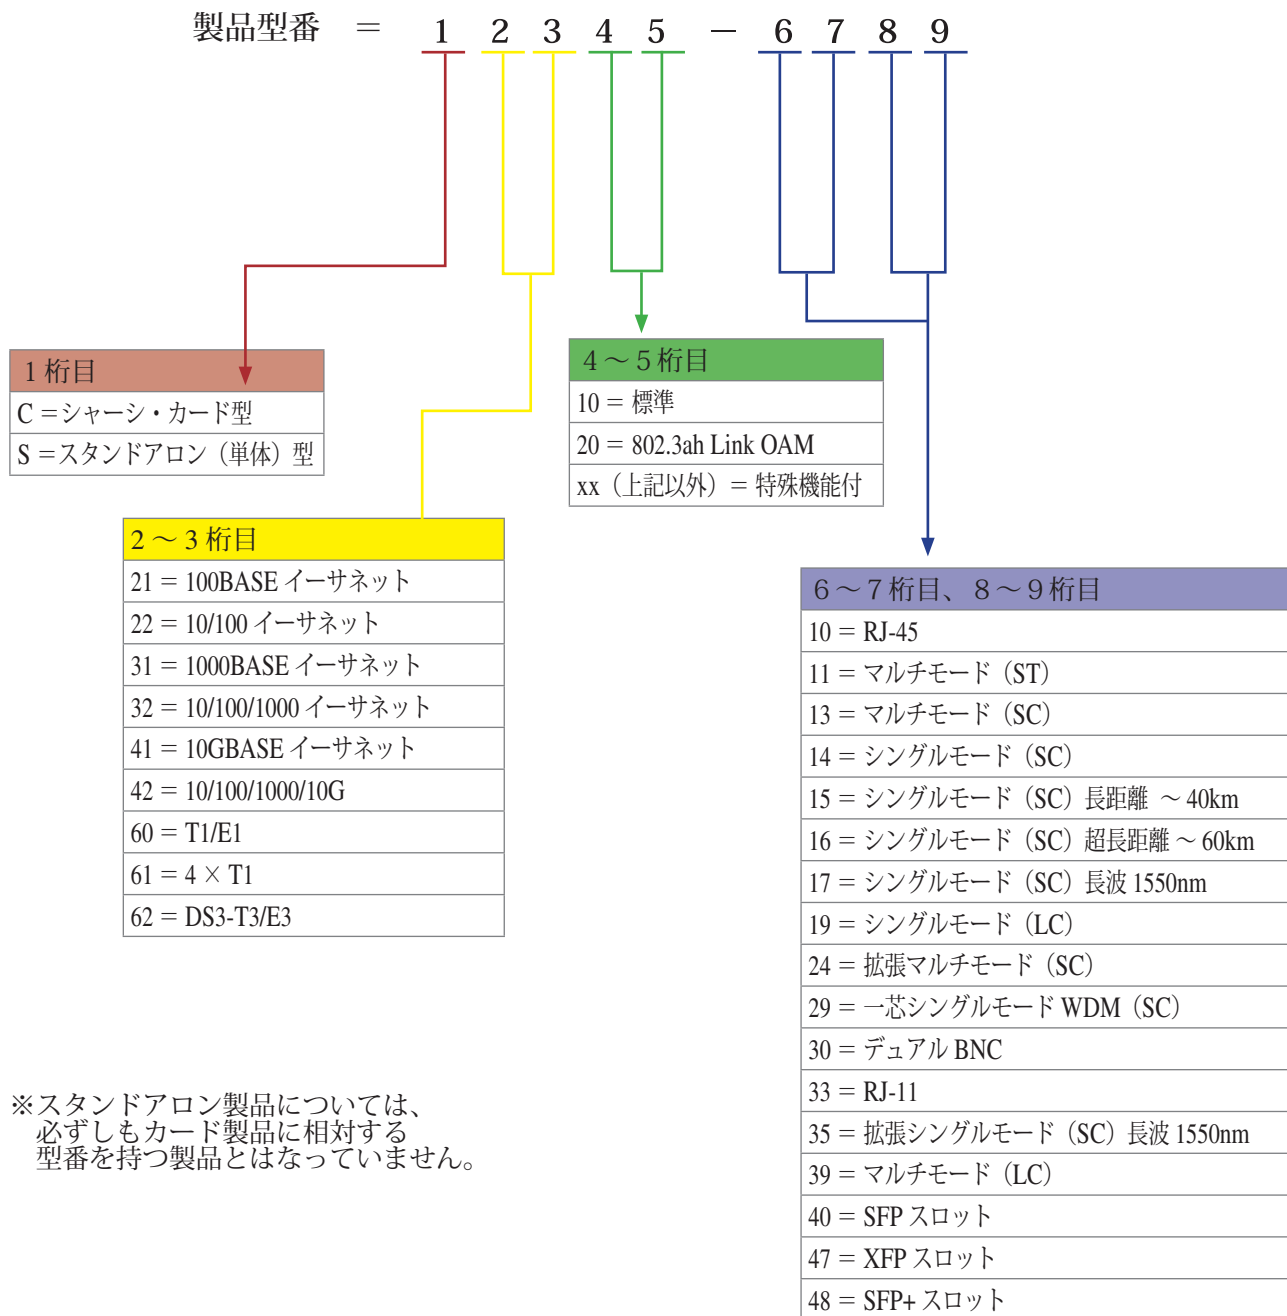 製品型番 ＝ 1 2 3 4 5 － 6 7 8 9
1 桁目
C ＝シャーシ・カード型
S ＝スタンドアロン（単体）型
4 ～ 5 桁目
10 ＝ 標準
20 ＝ 802.3ah Link OAM
xx（上記以外）＝ 特殊機能付
2 ～ 3 桁目
21 ＝ 100BASE イーサネット
22 ＝ 10/100 イーサネット
31 ＝ 1000BASE イーサネット
32 ＝ 10/100/1000 イーサネット
41 ＝ 10GBASE イーサネット
42 ＝ 10/100/1000/10G
60 ＝ T1/E1
61 ＝ 4 × T1
62 ＝ DS3-T3/E3
6 ～ 7 桁目、8 ～ 9 桁目
10 ＝ RJ-45
11 ＝ マルチモード（ST）
13 ＝ マルチモード（SC）
14 ＝ シングルモード（SC）
15 ＝ シングルモード（SC）長距離 ～ 40km
16 ＝ シングルモード（SC）超長距離 ～ 60km
17 ＝ シングルモード（SC）長波 1550nm
19 ＝ シングルモード（LC）
24 ＝ 拡張マルチモード（SC）
29 ＝ 一芯シングルモード WDM（SC）
30 ＝ デュアル BNC
33 ＝ RJ-11
35 ＝ 拡張シングルモード（SC）長波 1550nm
39 ＝ マルチモード（LC）
40 ＝ SFP スロット
47 ＝ XFP スロット
48 ＝ SFP+ スロット
※スタンドアロン製品については、
必ずしもカード製品に相対する
型番を持つ製品とはなっていません。